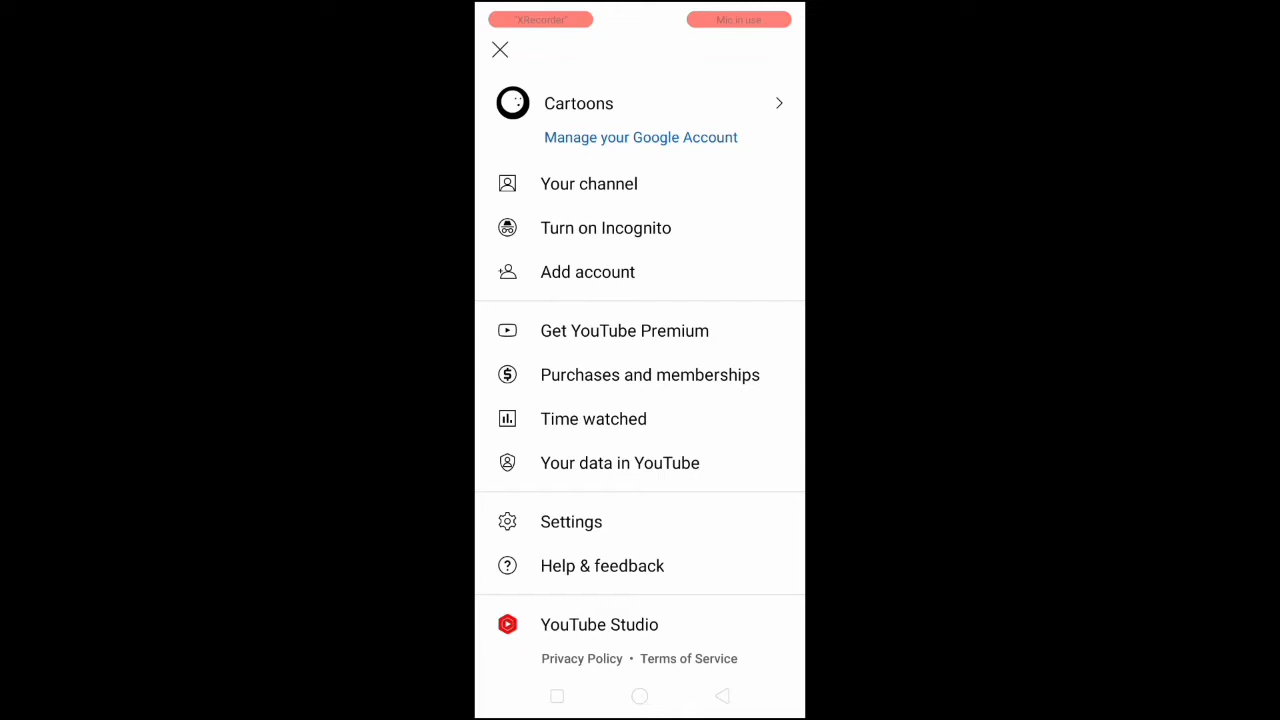 "XRecorder" Mic in use
Cartoons
Manage your Google Account
Your channel
Turn on Incognito
Add account
Get YouTube Premium
Purchases and memberships
Time watched
Your data in YouTube
Settings
Help & feedback
YouTube Studio
Privacy Policy • Terms of Service